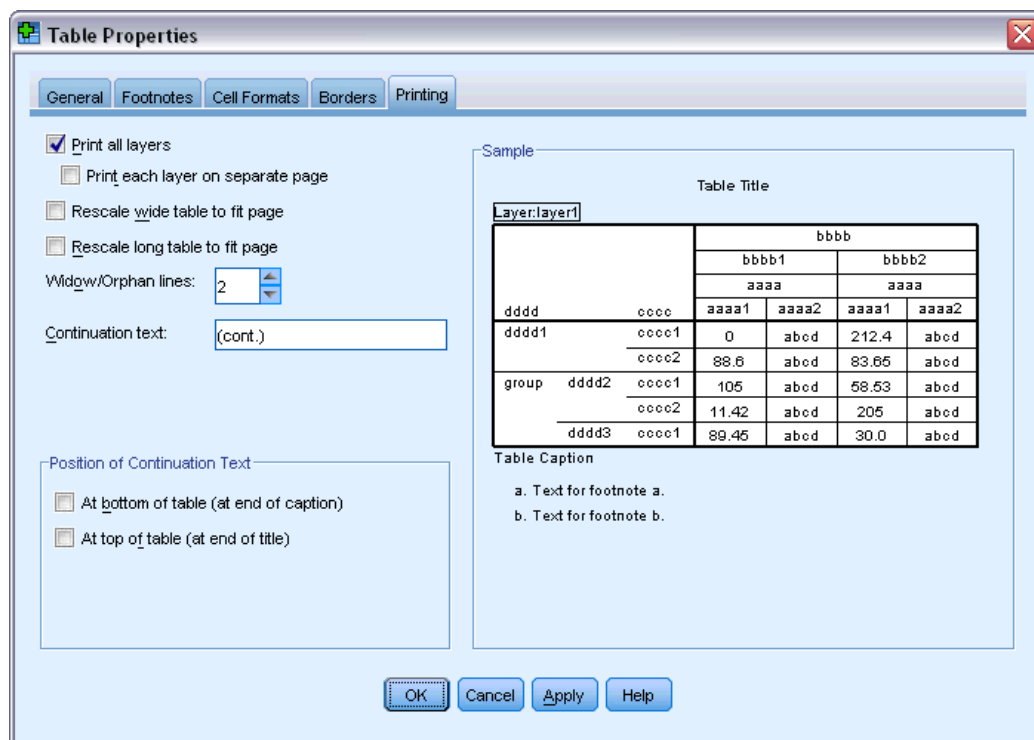 Table Properties
General Footnotes Cell Formats Borders Printing
Print all layers
Print each layer on separate page
Rescale wide table to fit page
Rescale long table to fit page
Widow/Orphan lines: 2
Continuation text: (cont.)
Position of Continuation Text
At bottom of table (at end of caption)
At top of table (at end of title)
Sample
Table Title
Layer:layer1
bbbb
bbbb1 bbbb2
aaaa aaaa
dddd cccc aaaa1 aaaa2 aaaa1 aaaa2
dddd1 cccc1 0 abcd 212.4 abcd
cccc2 88.6 abcd 83.65 abcd
group dddd2 cccc1 105 abcd 58.53 abcd
cccc2 11.42 abcd 205 abcd
dddd3 cccc1 89.45 abcd 30.0 abcd
Table Caption
a. Text for footnote a.
b. Text for footnote b.
OK Cancel Apply Help